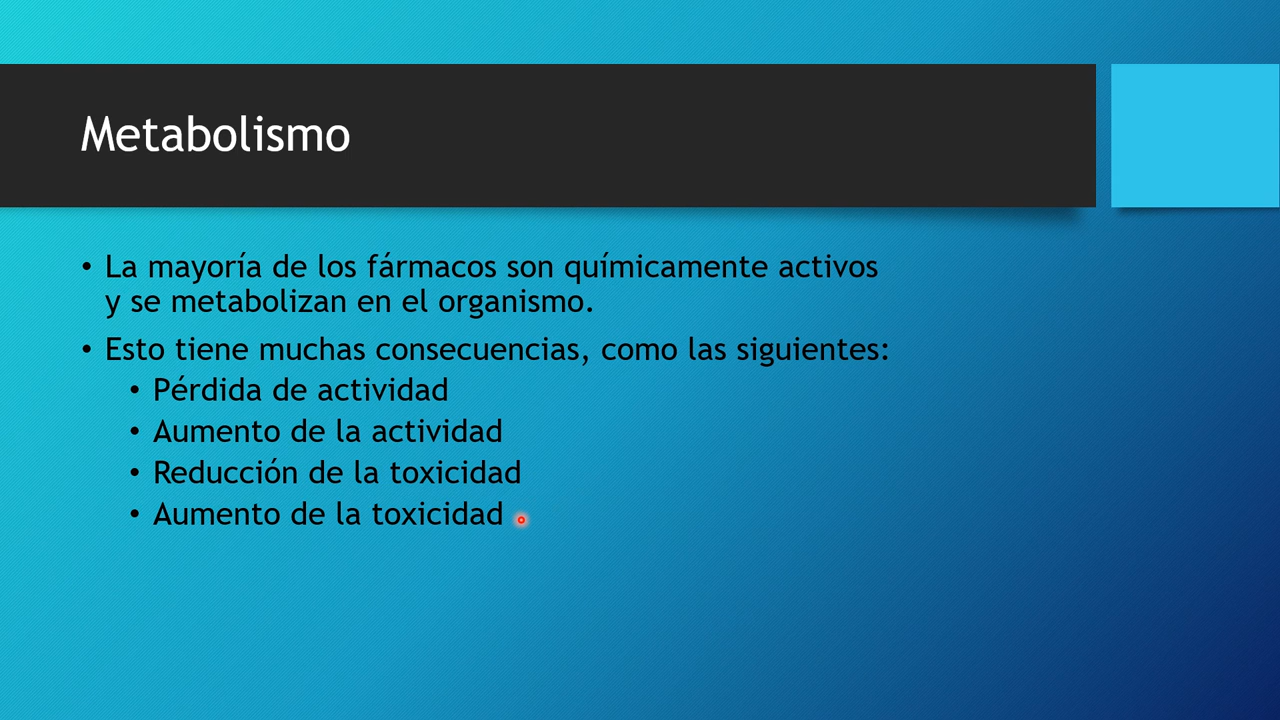 Metabolismo
• La mayoría de los fármacos son químicamente activos
y se metabolizan en el organismo.
• Esto tiene muchas consecuencias, como las siguientes:
• Pérdida de actividad
• Aumento de la actividad
• Reducción de la toxicidad
• Aumento de la toxicidad